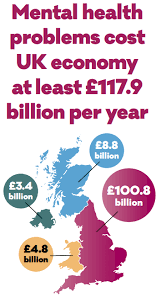 Mental health
problems cost
UK economy
at least £117.9
billion per year
£8.8
billion
£3.4
billion
£100.8
billion
£4.8
billion